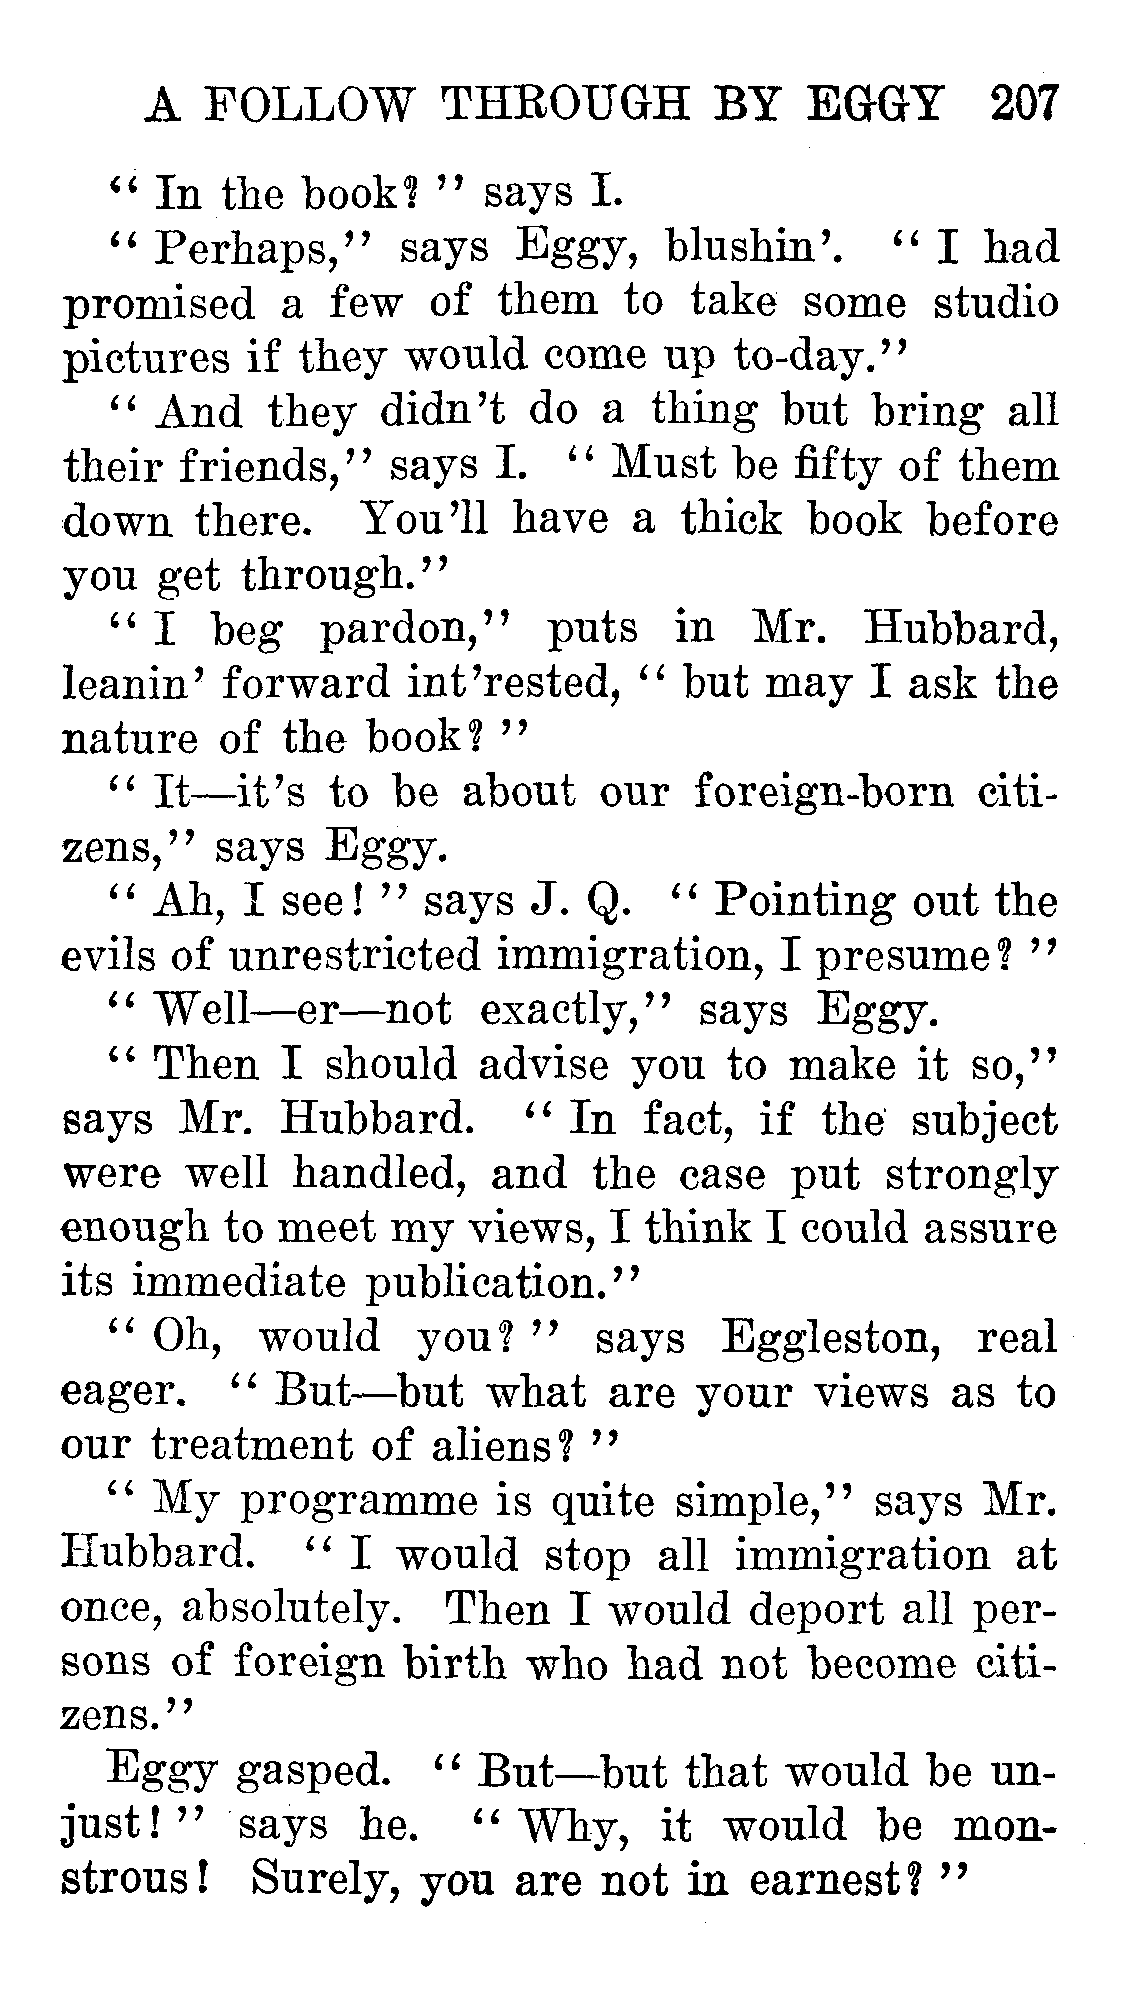 A FOLLOW THROUGH BY EGGY 207
“ In the book? ” says I.
“ Perhaps,” says Eggy, blushin’. “ I had
promised a few of them to take some studio
pictures if they would come up to-day.”
“ And they didn’t do a thing but bring all
their friends,” says I. “ Must be fifty of them
down there. You’ll have a thick book before
you get through.”
“ I beg pardon,” puts in Mr. Hubbard,
leanin’ forward int’rested, “ but may I ask the
nature of the book? ”
“ It—it’s to be about our foreign-born citi-
zens,” says Eggy.
“ Ah, I see! ” says J. Q. “ Pointing out the
evils of unrestricted immigration, I presume? ”
“ Well—er—not exactly,” says Eggy.
“ Then I should advise you to make it so,”
says Mr. Hubbard. “ In fact, if the subject
were well handled, and the case put strongly
enough to meet my views, I think I could assure
its immediate publication.”
“ Oh, would you? ” says Eggleston, real
eager. “ But—but what are your views as to
our treatment of aliens? ”
“ My programme is quite simple,” says Mr.
Hubbard. “ I would stop all immigration at
once, absolutely. Then I would deport all per-
sons of foreign birth who had not become citi-
zens.”
Eggy gasped. “ But—but that would be un-
just! ” says he. “ Why, it would be mon-
strous! Surely, you are not in earnest? ”